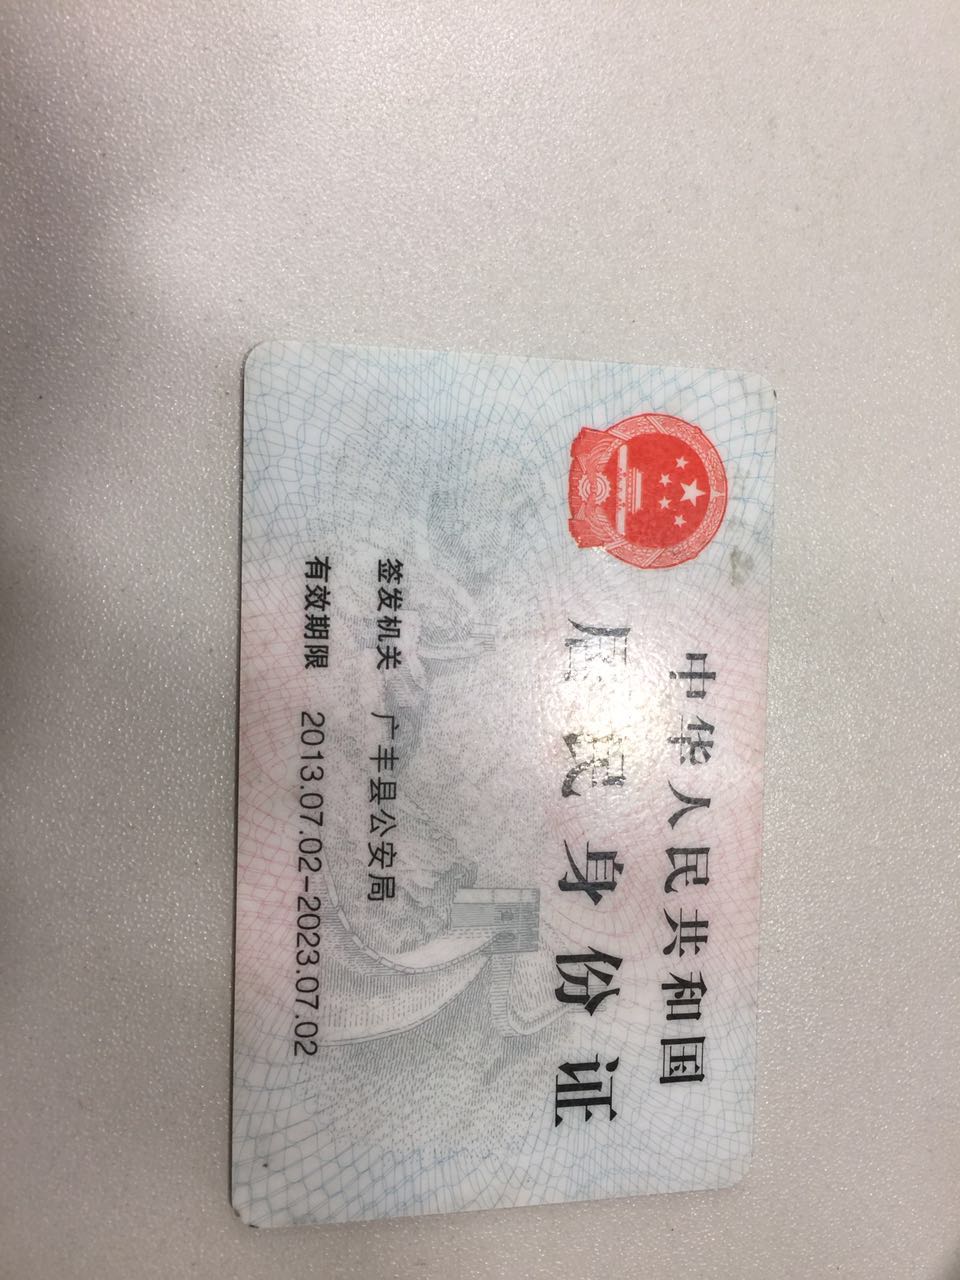 中华人民共和国
居民身份证
签发机关 广丰县公安局
有效期限 2013.07.02-2023.07.02